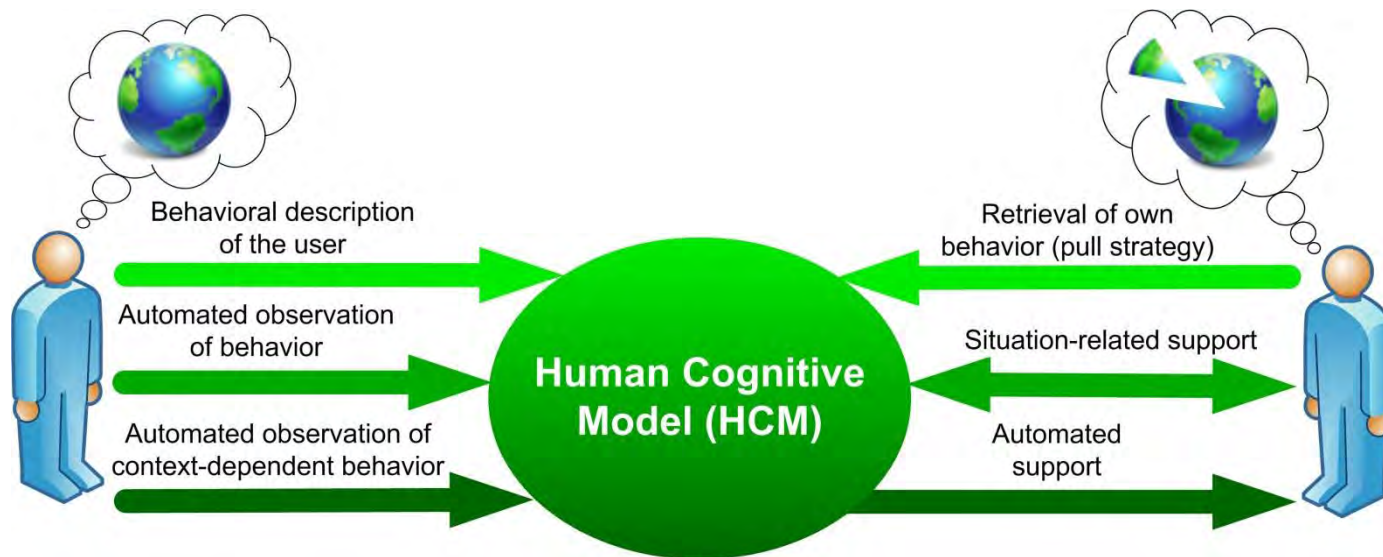 Behavioral description
of the user
Automated observation
of behavior
Automated observation of
context-dependent behavior
Human Cognitive
Model (HCM)
Retrieval of own
behavior (pull strategy)
Situation-related support
Automated
support